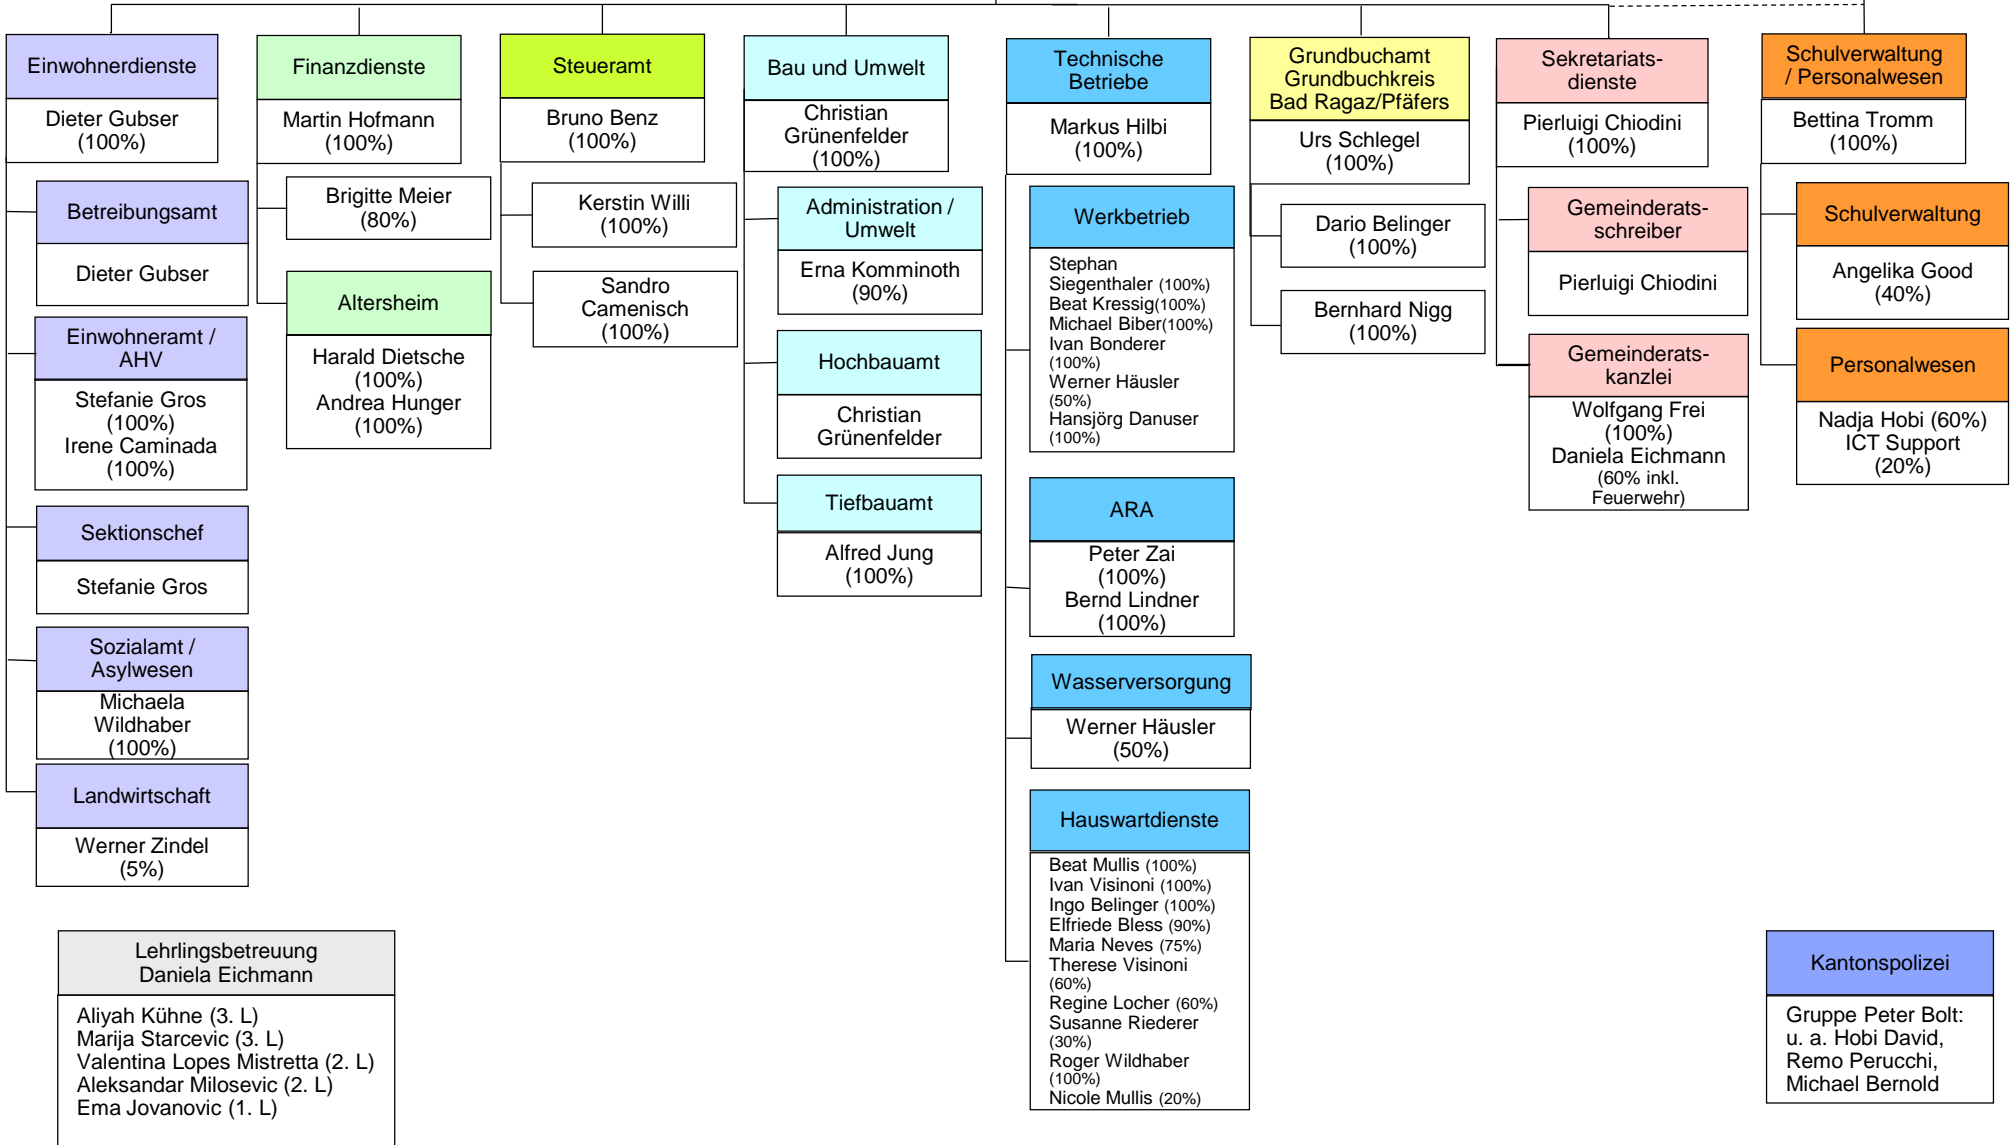 Einwohnerdienste
Dieter Gubser
(100%)
Betreibungsamt
Dieter Gubser
Einwohneramt /
AHV
Stefanie Gros
(100%)
Irene Caminada
(100%)
Sektionschef
Stefanie Gros
Sozialamt /
Asylwesen
Michaela
Wildhaber
(100%)
Landwirtschaft
Werner Zindel
(5%)
Finanzdienste
Martin Hofmann
(100%)
Brigitte Meier
(80%)
Altersheim
Harald Dietsche
(100%)
Andrea Hunger
(100%)
Steueramt
Bruno Benz
(100%)
Kerstin Willi
(100%)
Sandro
Camenisch
(100%)
Bau und Umwelt
Christian
Grünenfelder
(100%)
Administration /
Umwelt
Erna Komminoth
(90%)
Hochbauamt
Christian
Grünenfelder
Tiefbauamt
Alfred Jung
(100%)
Technische
Betriebe
Markus Hilbi
(100%)
Werkbetrieb
Stephan
Siegenthaler (100%)
Beat Kressig(100%)
Michael Biber(100%)
Ivan Bonderer
(100%)
Werner Häusler
(50%)
Hansjörg Danuser
(100%)
ARA
Peter Zai
(100%)
Bernd Lindner
(100%)
Wasserversorgung
Werner Häusler
(50%)
Hauswartdienste
Beat Mullis (100%)
Ivan Visinoni (100%)
Ingo Belinger (100%)
Elfriede Bless (90%)
Maria Neves (75%)
Therese Visinoni
(60%)
Regine Locher (60%)
Susanne Riederer
(30%)
Roger Wildhaber
(100%)
Nicole Mullis (20%)
Grundbuchamt
Grundbuchkreis
Bad Ragaz/Pfäfers
Urs Schlegel
(100%)
Dario Belinger
(100%)
Bernhard Nigg
(100%)
Sekretariats-
dienste
Pierluigi Chiodini
(100%)
Gemeinderats-
schreiber
Pierluigi Chiodini
Gemeinderats-
kanzlei
Wolfgang Frei
(100%)
Daniela Eichmann
(60% inkl.
Feuerwehr)
Schulverwaltung
/ Personalwesen
Bettina Tromm
(100%)
Schulverwaltung
Angelika Good
(40%)
Personalwesen
Nadja Hobi (60%)
ICT Support
(20%)
Lehrlingsbetreuung
Daniela Eichmann
Aliyah Kühne (3. L)
Marija Starcevic (3. L)
Valentina Lopes Mistretta (2. L)
Aleksandar Milosevic (2. L)
Ema Jovanovic (1. L)
Kantonspolizei
Gruppe Peter Bolt:
u. a. Hobi David,
Remo Perucchi,
Michael Bernold